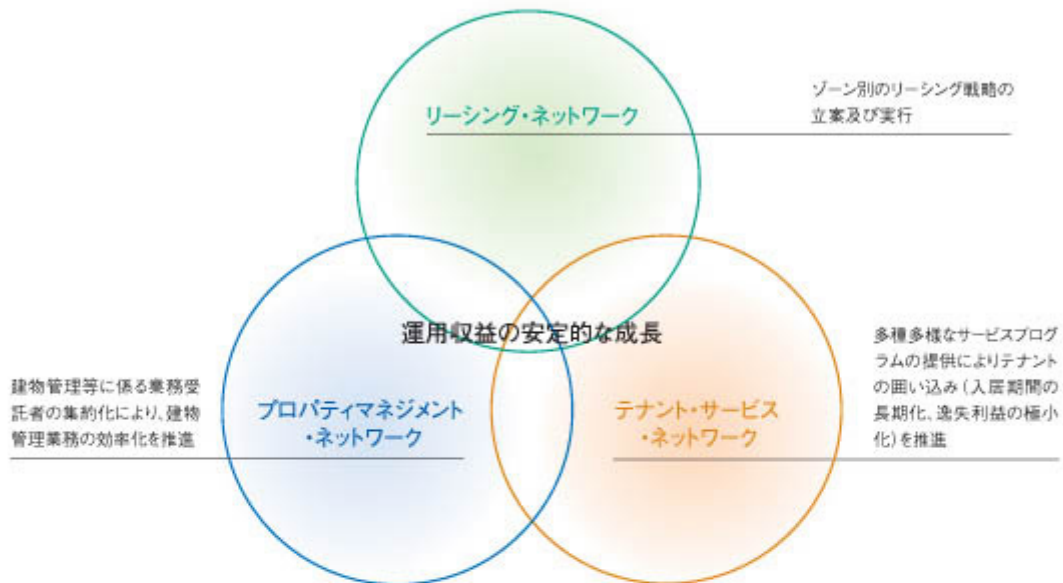 リーシング・ネットワーク
ゾーン別のリーシング戦略の
立案及び実行
運用収益の安定的な成長
建物管理等に係る業務受
託者の集約化により、建物
管理業務の効率化を推進
プロパティマネジメント
・ネットワーク
テナント・サービス
・ネットワーク
多種多様なサービスプログ
ラムの提供によりテナント
の囲い込み（入居期間の
長期化、逸失利益の極小
化）を推進